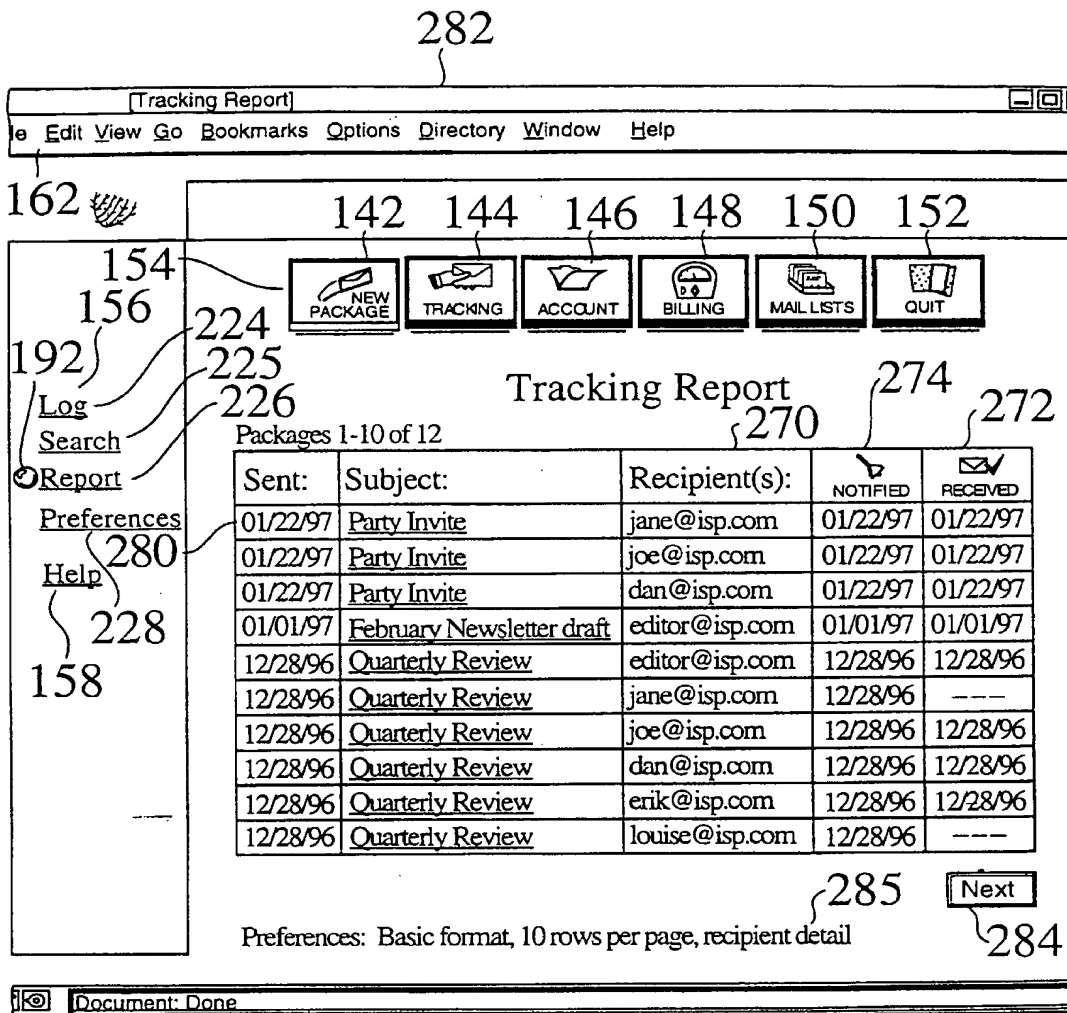 282
[Tracking Report]
le Edit View Go Bookmarks Options Directory Window Help
162
142 144 146 148 150 152
154
NEW PACKAGE TRACKING ACCOUNT BILLING MAIL LISTS QUIT
156
224
192
225
Log
226
Tracking Report
274
272
Search
Packages 1-10 of 12
270
Report
Sent: Subject: Recipient(s): NOTIFIED RECEIVED
Preferences
01/22/97 Party Invite jane@isp.com 01/22/97 01/22/97
280
01/22/97 Party Invite joe@isp.com 01/22/97 01/22/97
Help
01/22/97 Party Invite dan@isp.com 01/22/97 01/22/97
228
01/01/97 February Newsletter draft editor@isp.com 01/01/97 01/01/97
158
12/28/96 Quarterly Review editor@isp.com 12/28/96 12/28/96
12/28/96 Quarterly Review jane@isp.com 12/28/96 ---
12/28/96 Quarterly Review joe@isp.com 12/28/96 12/28/96
12/28/96 Quarterly Review dan@isp.com 12/28/96 12/28/96
12/28/96 Quarterly Review erik@isp.com 12/28/96 12/28/96
12/28/96 Quarterly Review louise@isp.com 12/28/96 ---
285
Next
284
Preferences: Basic format, 10 rows per page, recipient detail
Document: Done